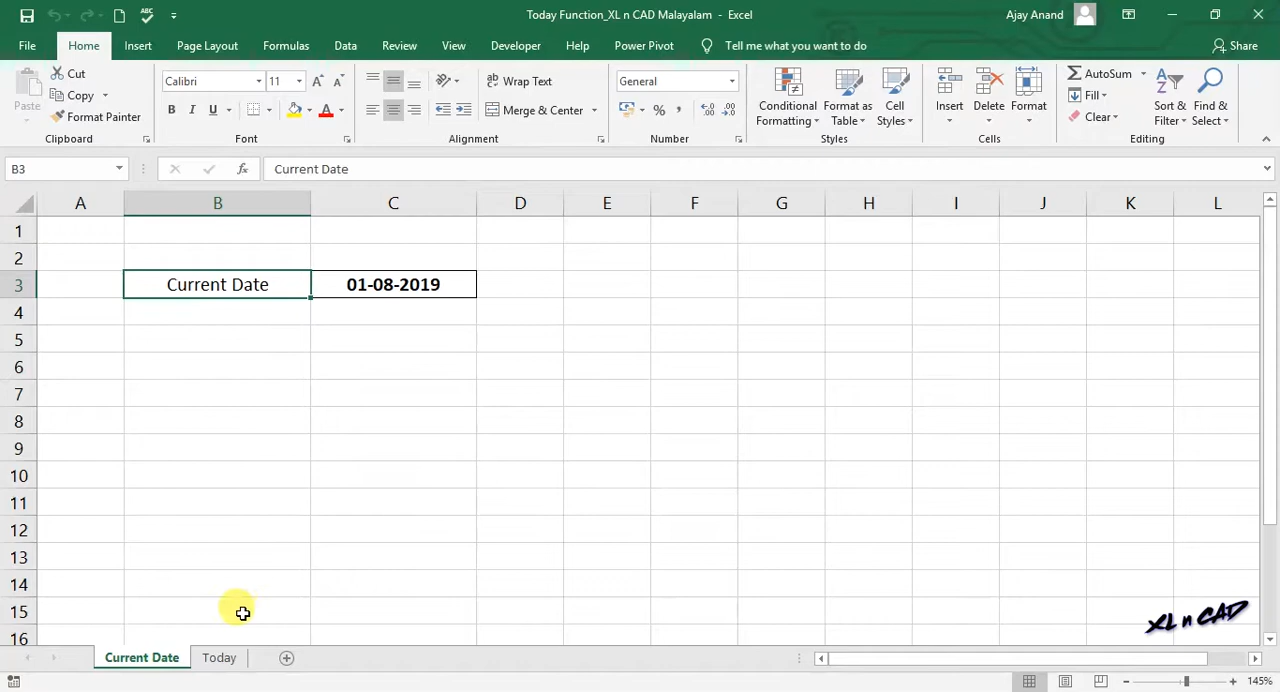 Today Function_XL n CAD Malayalam - Excel
Ajay Anand
File Home Insert Page Layout Formulas Data Review View Developer Help Power Pivot Tell me what you want to do Share
Paste
Cut
Copy
Format Painter
Clipboard
Calibri 11
B I U
Font
Wrap Text
Merge & Center
Alignment
General
%
Number
Conditional Formatting
Format as Table
Cell Styles
Styles
Insert Delete Format
Cells
AutoSum
Fill
Clear
Sort & Filter
Find & Select
Editing
B3 fx Current Date
A B C D E F G H I J K L
1
2
3 Current Date 01-08-2019
4
5
6
7
8
9
10
11
12
13
14
15
16
XL n CAD
Current Date Today
145%